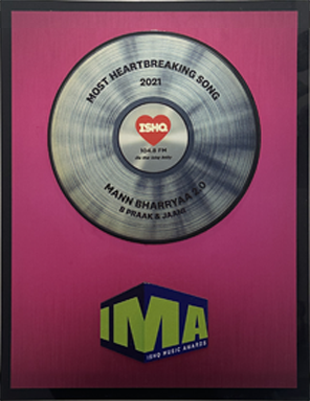 MOST HEARTBREAKING SONG
2021
ISHQ
104.8 FM
MANN BHARRYAA 2.0
B PRAAK & JAANI
IMA
ISHQ MUSIC AWARDS